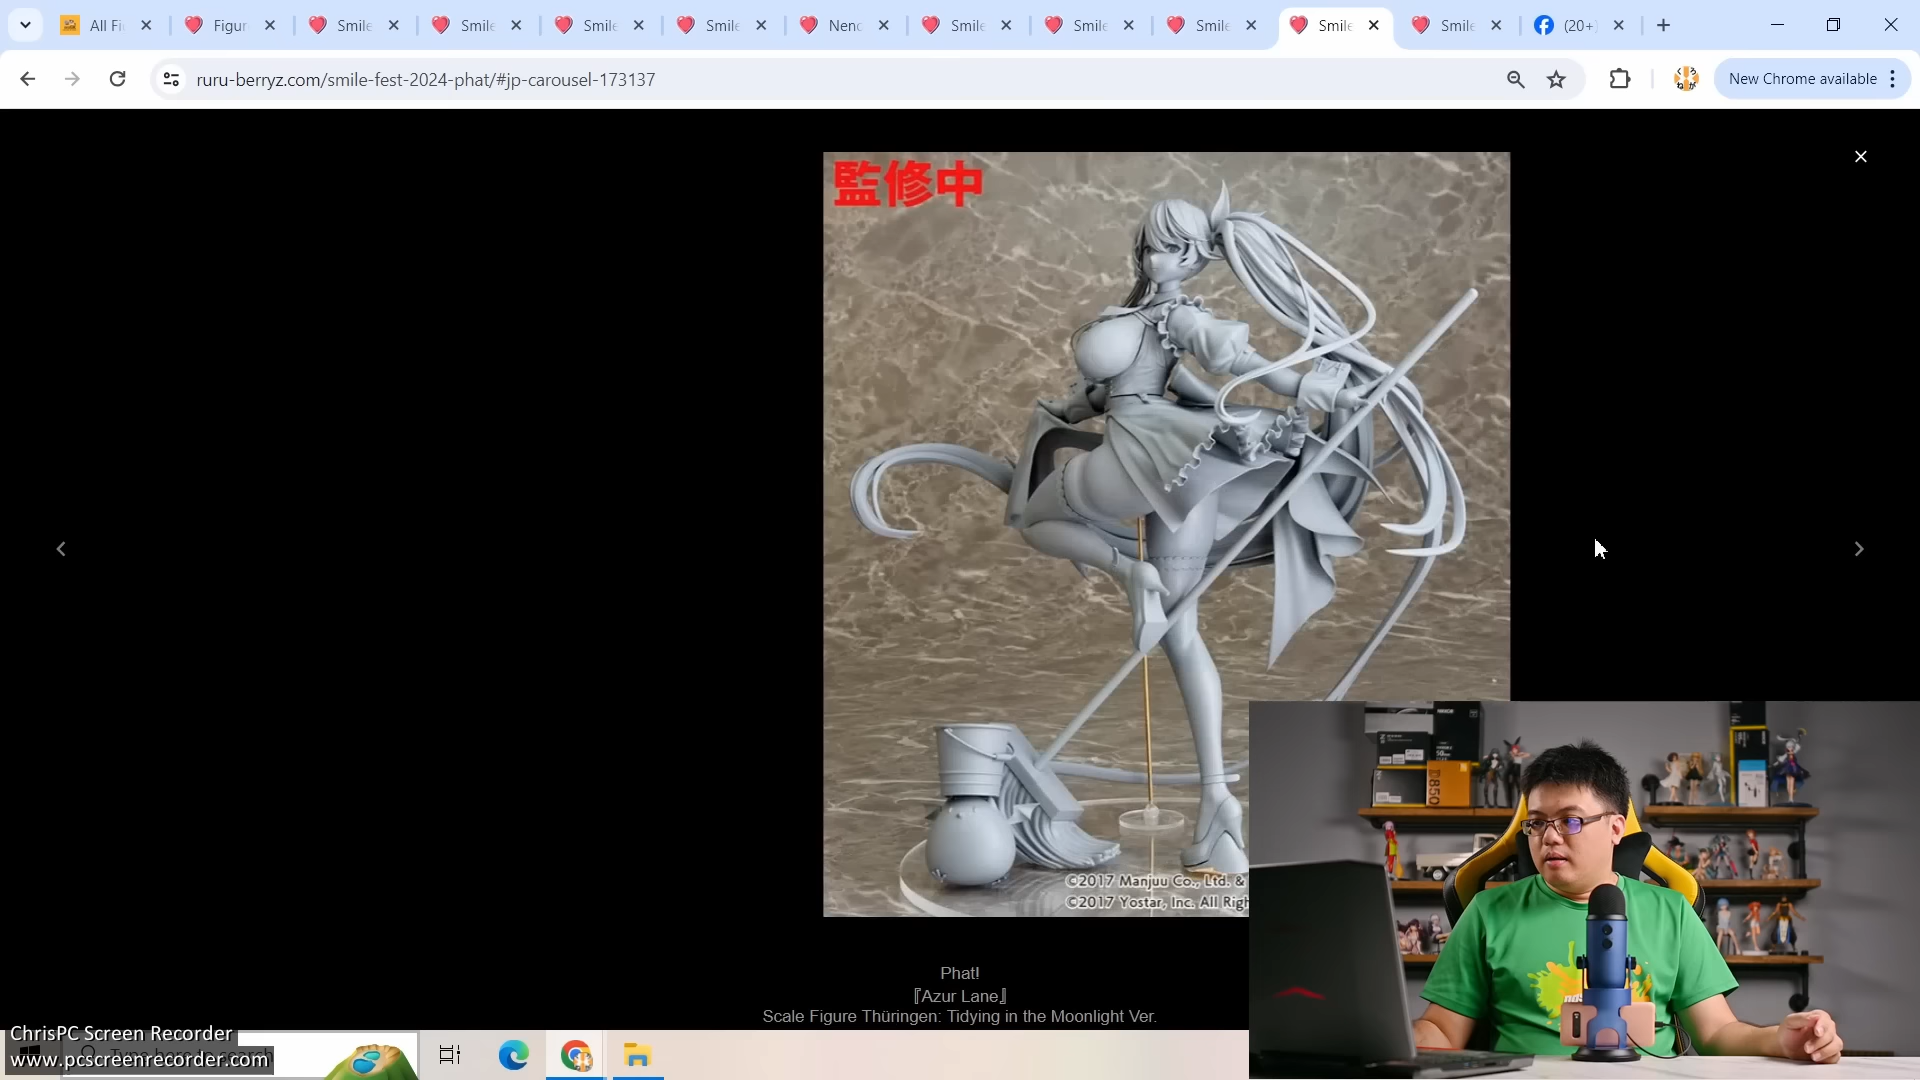 All Fi
Figur
Smile
Smile
Smile
Smile
Nenc
Smile
Smile
Smile
Smile
Smile
(20+)
ruru-berryz.com/smile-fest-2024-phat/#jp-carousel-173137
New Chrome available
監修中
©2017 Manjuu Co., Ltd. &
©2017 Yostar, Inc. All Righ
D850
Phat!
『Azur Lane』
Scale Figure Thüringen: Tidying in the Moonlight Ver.
ChrisPC Screen Recorder
www.pcscreenrecorder.com